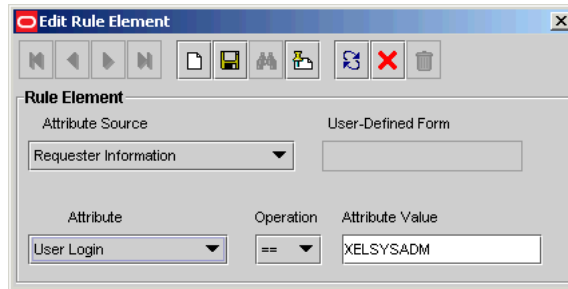 Edit Rule Element
Rule Element
Attribute Source User-Defined Form
Requester Information
Attribute Operation Attribute Value
User Login == XELSYSADM